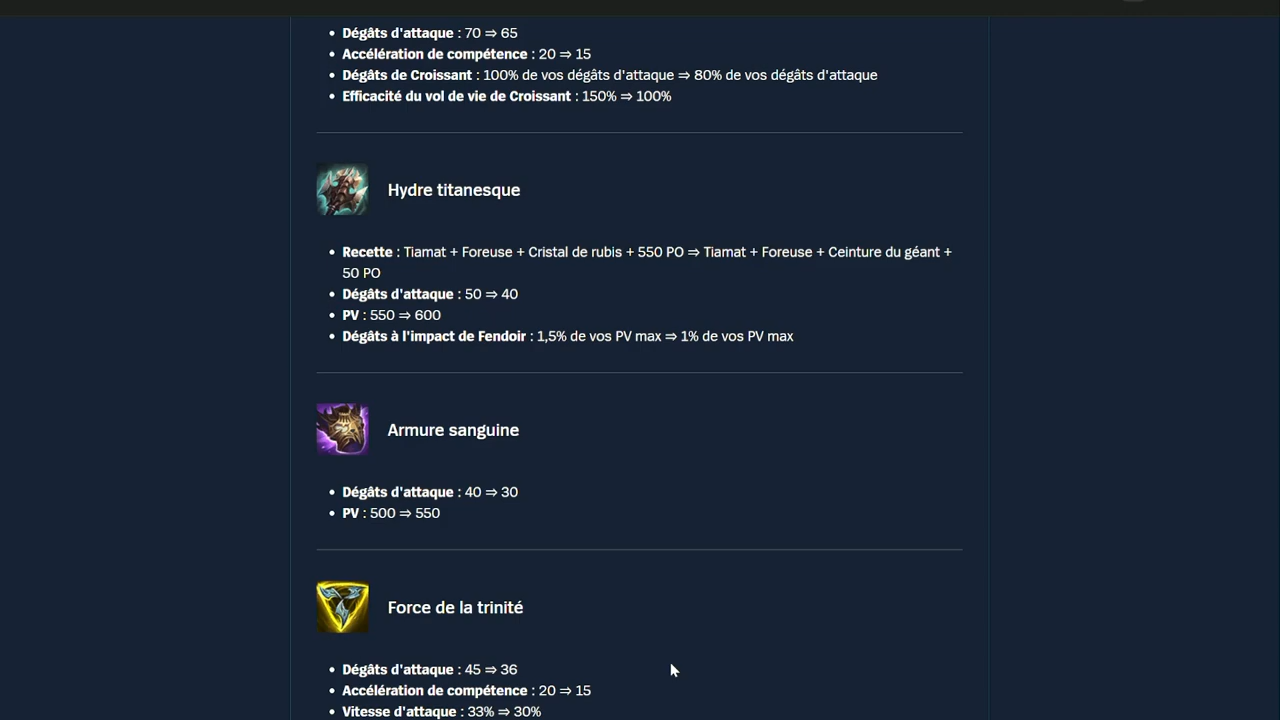 Dégâts d'attaque : 70 ⇒ 65
Accélération de compétence : 20 ⇒ 15
Dégâts de Croissant : 100% de vos dégâts d'attaque ⇒ 80% de vos dégâts d'attaque
Efficacité du vol de vie de Croissant : 150% ⇒ 100%
Hydre titanesque
Recette : Tiamat + Foreuse + Cristal de rubis + 550 PO ⇒ Tiamat + Foreuse + Ceinture du géant +
50 PO
Dégâts d'attaque : 50 ⇒ 40
PV : 550 ⇒ 600
Dégâts à l'impact de Fendoir : 1,5% de vos PV max ⇒ 1% de vos PV max
Armure sanguine
Dégâts d'attaque : 40 ⇒ 30
PV : 500 ⇒ 550
Force de la trinité
Dégâts d'attaque : 45 ⇒ 36
Accélération de compétence : 20 ⇒ 15
Vitesse d'attaque : 33% ⇒ 30%